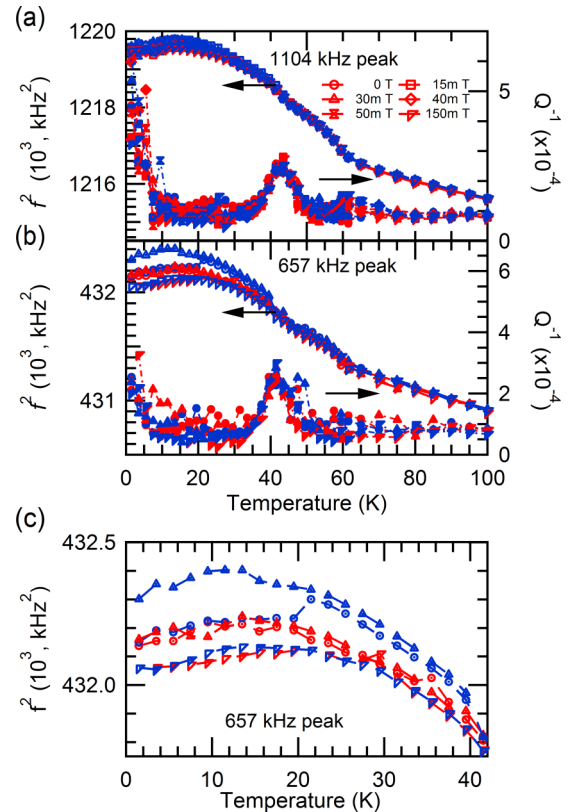 (a)
1220
1218
1216
f² (10³, kHz²)
1104 kHz peak
0 T
15m T
30m T
40m T
50m T
150m T
5
0
Q⁻¹ (x10⁻⁴)
(b)
432
431
f² (10³, kHz²)
657 kHz peak
6
4
2
0
Q⁻¹ (x10⁻⁴)
0 20 40 60 80 100
Temperature (K)
(c)
432.5
432.0
f² (10³, kHz²)
657 kHz peak
0 10 20 30 40
Temperature (K)